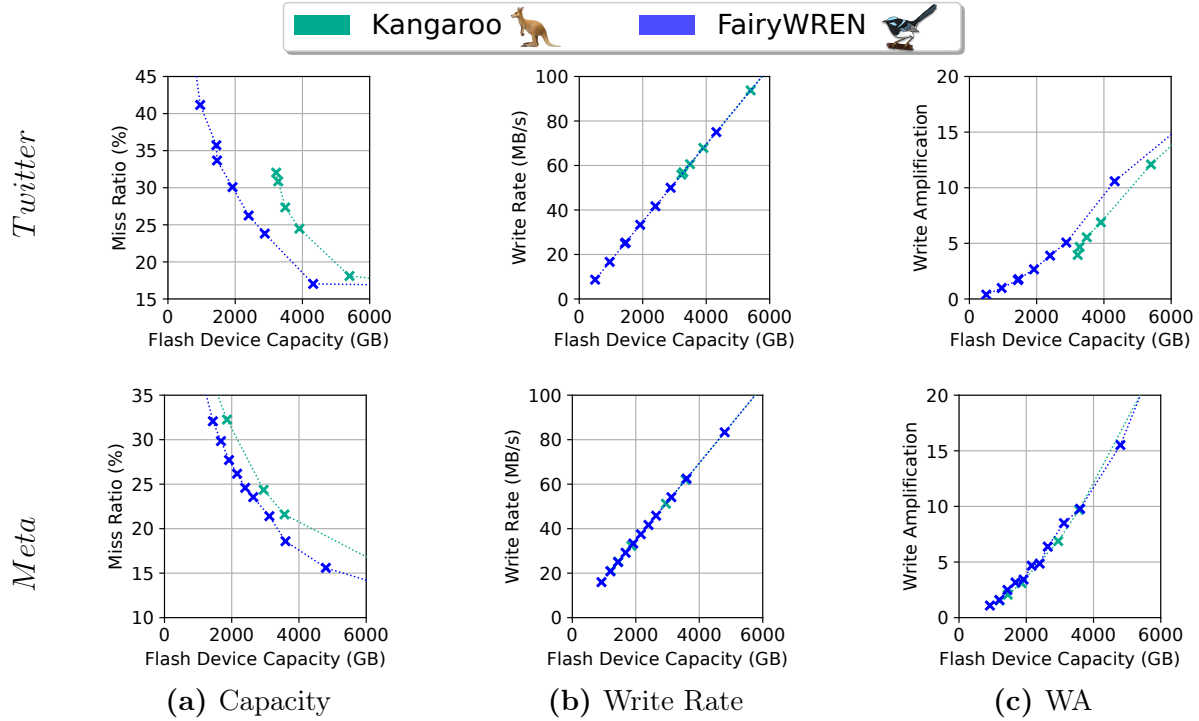 Kangaroo FairyWREN
Twitter
45
40
35
30
25
20
15
Miss Ratio (%)
0 2000 4000 6000
Flash Device Capacity (GB)
100
80
60
40
20
0
Write Rate (MB/s)
0 2000 4000 6000
Flash Device Capacity (GB)
20
15
10
5
0
Write Amplification
0 2000 4000 6000
Flash Device Capacity (GB)
Meta
35
30
25
20
15
10
Miss Ratio (%)
0 2000 4000 6000
Flash Device Capacity (GB)
100
80
60
40
20
0
Write Rate (MB/s)
0 2000 4000 6000
Flash Device Capacity (GB)
20
15
10
5
0
Write Amplification
0 2000 4000 6000
Flash Device Capacity (GB)
(a) Capacity
(b) Write Rate
(c) WA